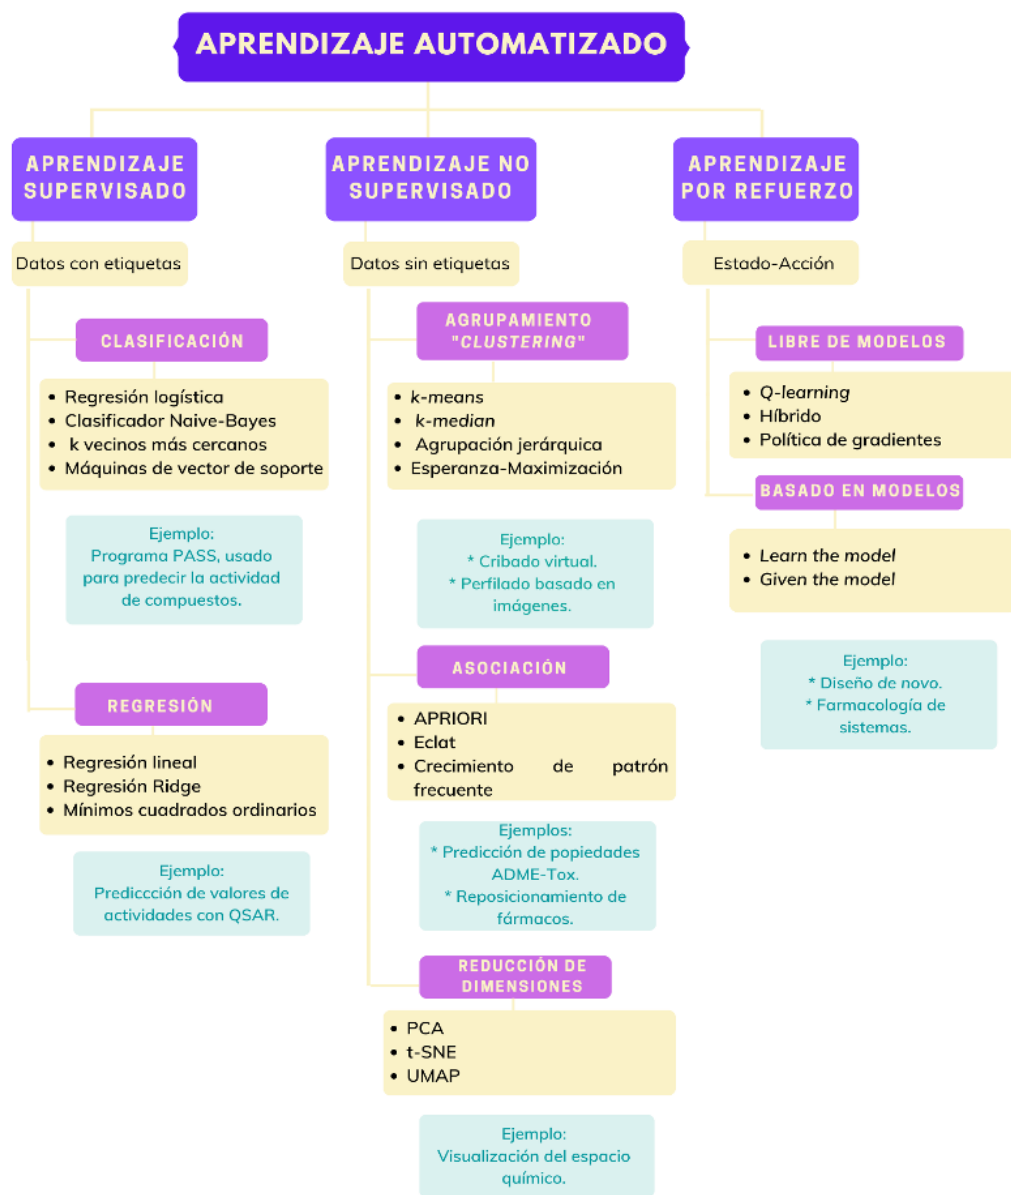 APRENDIZAJE AUTOMATIZADO
APRENDIZAJE
SUPERVISADO
Datos con etiquetas
CLASIFICACIÓN
• Regresión logística
• Clasificador Naive-Bayes
• k vecinos más cercanos
• Máquinas de vector de soporte
Ejemplo:
Programa PASS, usado
para predecir la actividad
de compuestos.
REGRESIÓN
• Regresión lineal
• Regresión Ridge
• Mínimos cuadrados ordinarios
Ejemplo:
Prediccción de valores de
actividades con QSAR.
APRENDIZAJE NO
SUPERVISADO
Datos sin etiquetas
AGRUPAMIENTO
"CLUSTERING"
• k-means
• k-median
• Agrupación jerárquica
• Esperanza-Maximización
Ejemplo:
* Cribado virtual.
* Perfilado basado en
imágenes.
ASOCIACIÓN
• APRIORI
• Eclat
• Crecimiento de patrón
frecuente
Ejemplos:
* Predicción de popiedades
ADME-Tox.
* Reposicionamiento de
fármacos.
REDUCCIÓN DE
DIMENSIONES
• PCA
• t-SNE
• UMAP
Ejemplo:
Visualización del espacio
químico.
APRENDIZAJE
POR REFUERZO
Estado-Acción
LIBRE DE MODELOS
• Q-learning
• Híbrido
• Política de gradientes
BASADO EN MODELOS
• Learn the model
• Given the model
Ejemplo:
* Diseño de novo.
* Farmacología de
sistemas.